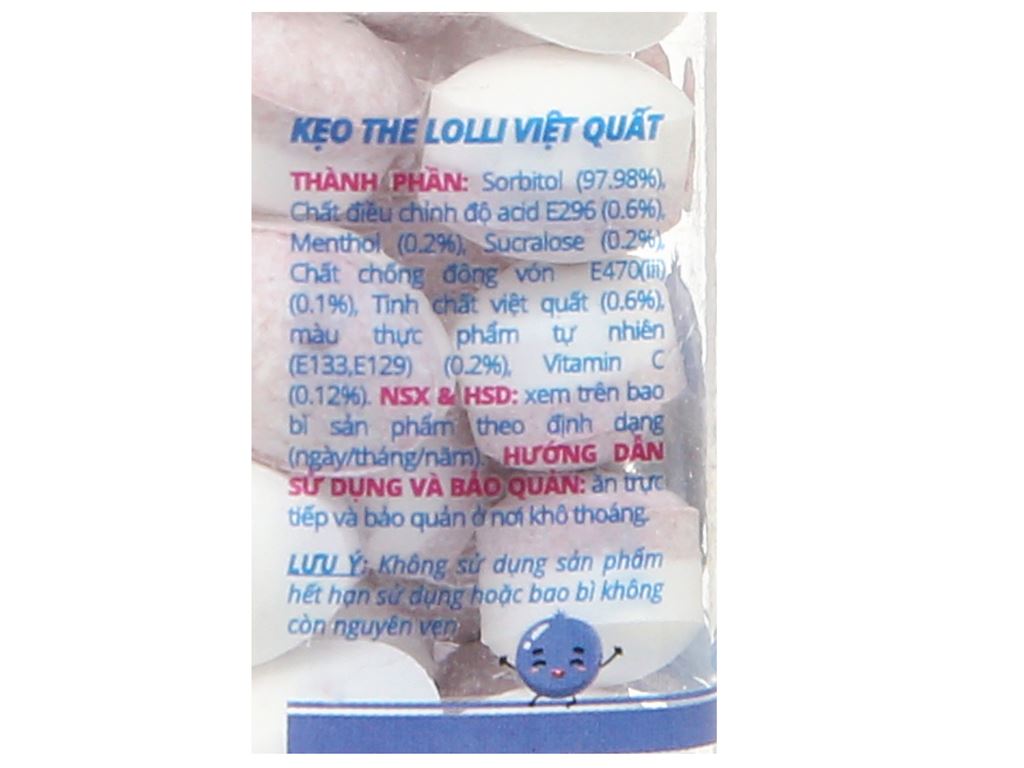 KẸO THE LOLLI VIỆT QUẤT
THÀNH PHẦN: Sorbitol (97.98%),
Chất điều chỉnh độ acid E296 (0.6%),
Menthol (0.2%), Sucralose (0.2%),
Chất chống đông vón E470(iii)
(0.1%), Tinh chất việt quất (0.6%),
màu thực phẩm tự nhiên
(E133,E129) (0.2%), Vitamin C
(0.12%). NSX & HSD: xem trên bao
bì sản phẩm theo định dạng
(ngày/tháng/năm). HƯỚNG DẪN
SỬ DỤNG VÀ BẢO QUẢN: ăn trực
tiếp và bảo quản ở nơi khô thoáng.
LƯU Ý: Không sử dụng sản phẩm
hết hạn sử dụng hoặc bao bì không
còn nguyên vẹn